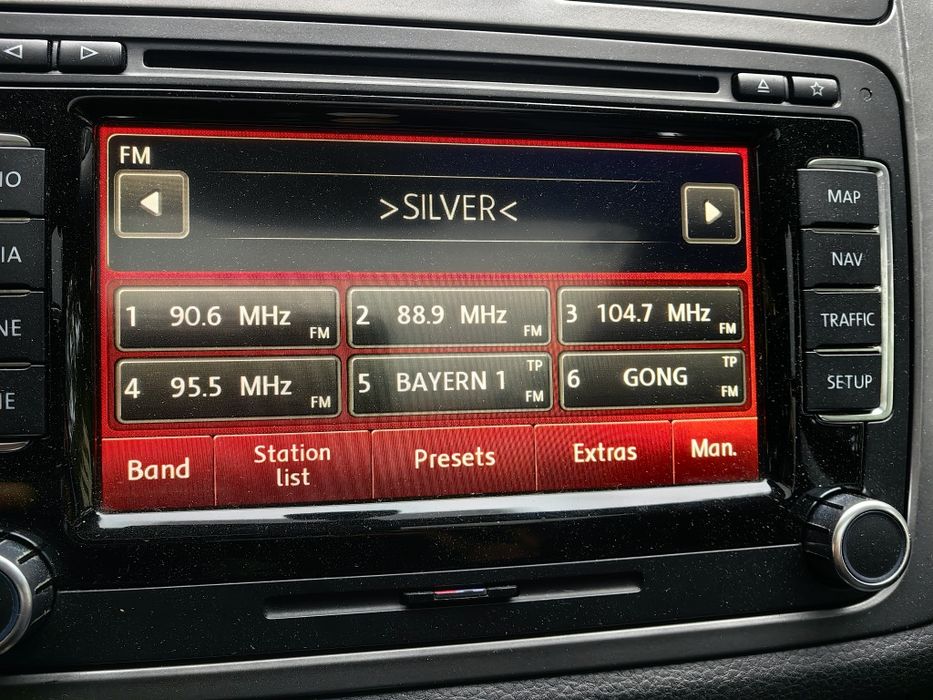 FM
>SILVER<
1 90.6 MHz FM
2 88.9 MHz FM
3 104.7 MHz FM
4 95.5 MHz FM
5 BAYERN 1 TP FM
6 GONG TP FM
Band
Station
list
Presets
Extras
Man.
MAP
NAV
TRAFFIC
SETUP